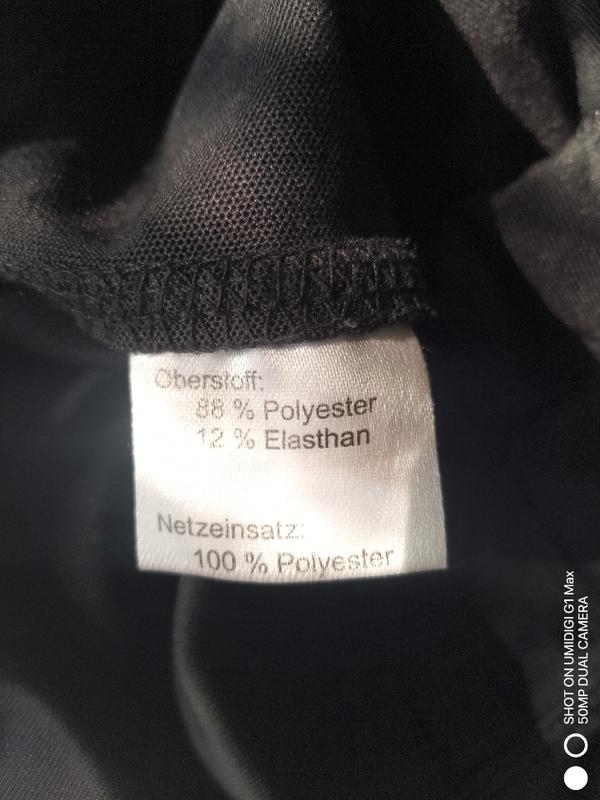 Oberstoff:
88 % Polyester
12 % Elasthan
Netzeinsatz:
100 % Polyester
SHOT ON UMIDIGI G1 Max
50MP DUAL CAMERA